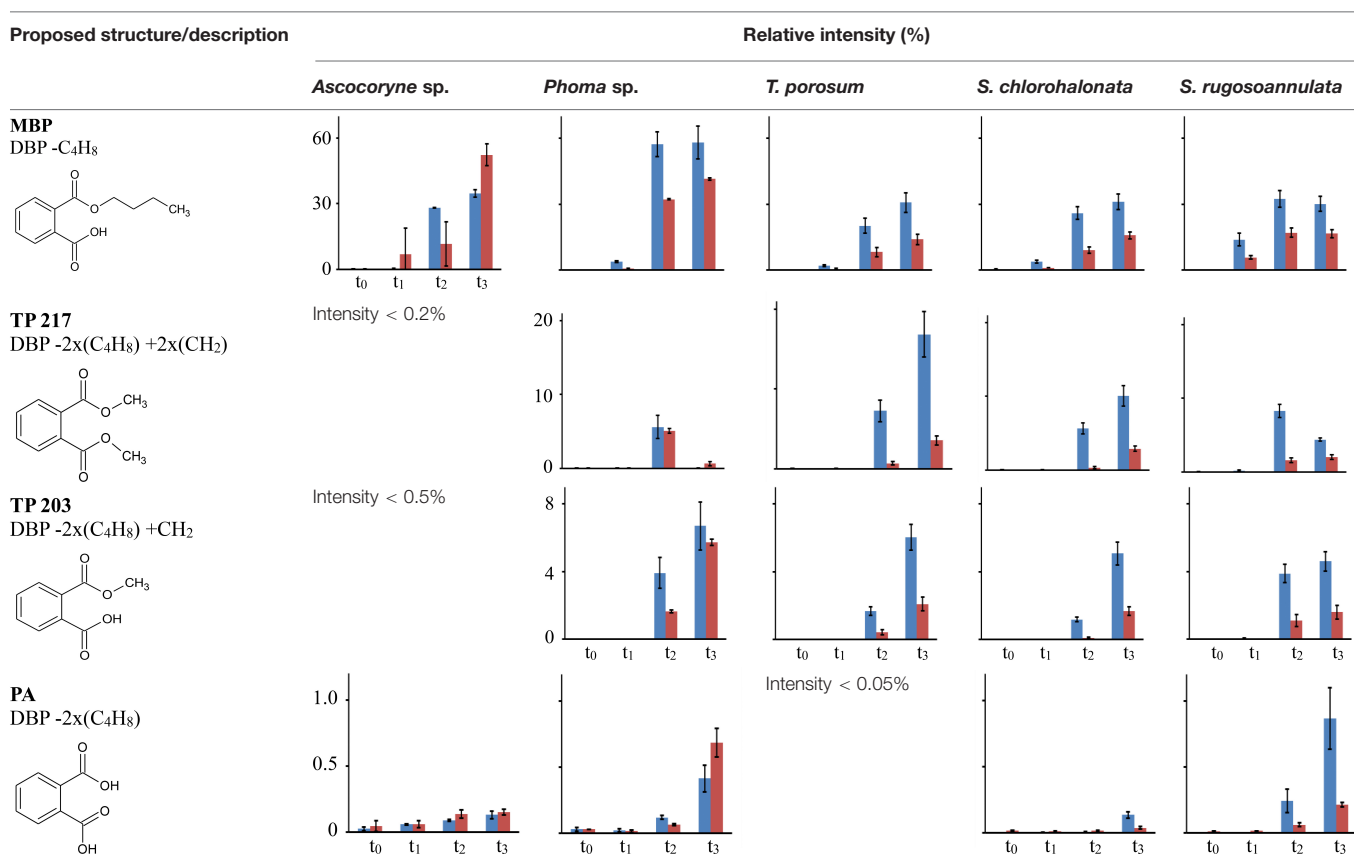 Proposed structure/description
Relative intensity (%)
Ascocoryne sp.
Phoma sp.
T. porosum
S. chlorohalonata
S. rugosoannulata
MBP
DBP -C₄H₈
O
O
CH₃
OH
O
60
30
0
t₀ t₁ t₂ t₃
TP 217
DBP -2x(C₄H₈) +2x(CH₂)
O
O
CH₃
O
CH₃
O
Intensity < 0.2%
20
10
0
TP 203
DBP -2x(C₄H₈) +CH₂
O
O
CH₃
OH
O
Intensity < 0.5%
8
4
0
t₀ t₁ t₂ t₃
t₀ t₁ t₂ t₃
t₀ t₁ t₂ t₃
t₀ t₁ t₂ t₃
PA
DBP -2x(C₄H₈)
O
OH
O
OH
1.0
0.5
0
t₀ t₁ t₂ t₃
t₀ t₁ t₂ t₃
Intensity < 0.05%
t₀ t₁ t₂ t₃
t₀ t₁ t₂ t₃